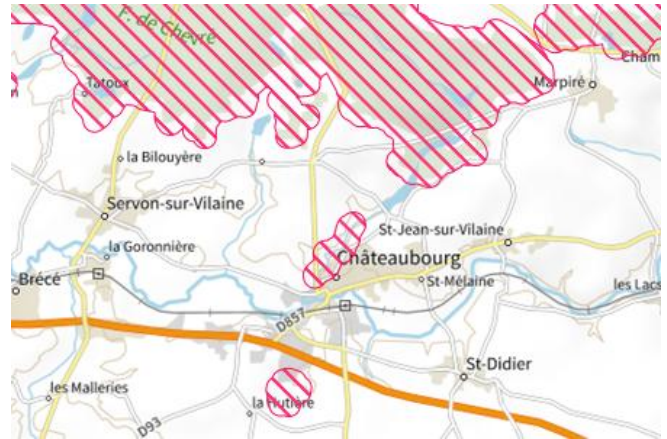 F. de Chevre
Cham
Tatoux
Marpiré
la Bilouyère
Servon-sur-Vilaine
St-Jean-sur-Vilaine
la Goronnière
Châteaubourg
Brécé
St-Mélaine
les Lacs
D857
St-Didier
les Malleries
la Hutière
D93